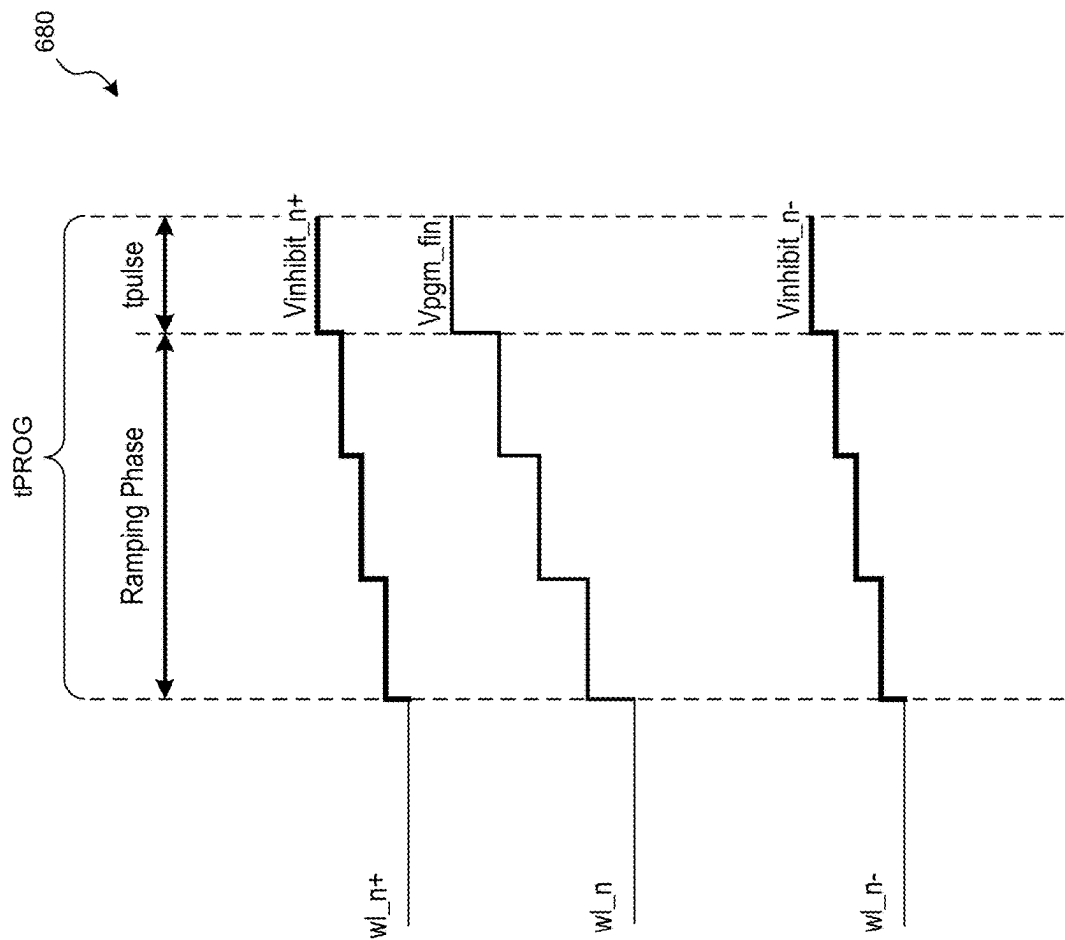 680
tPROG
Ramping Phase
tpulse
wl_n+
Vinhibit_n+
wl_n
Vpgm_fin
wl_n-
Vinhibit_n-